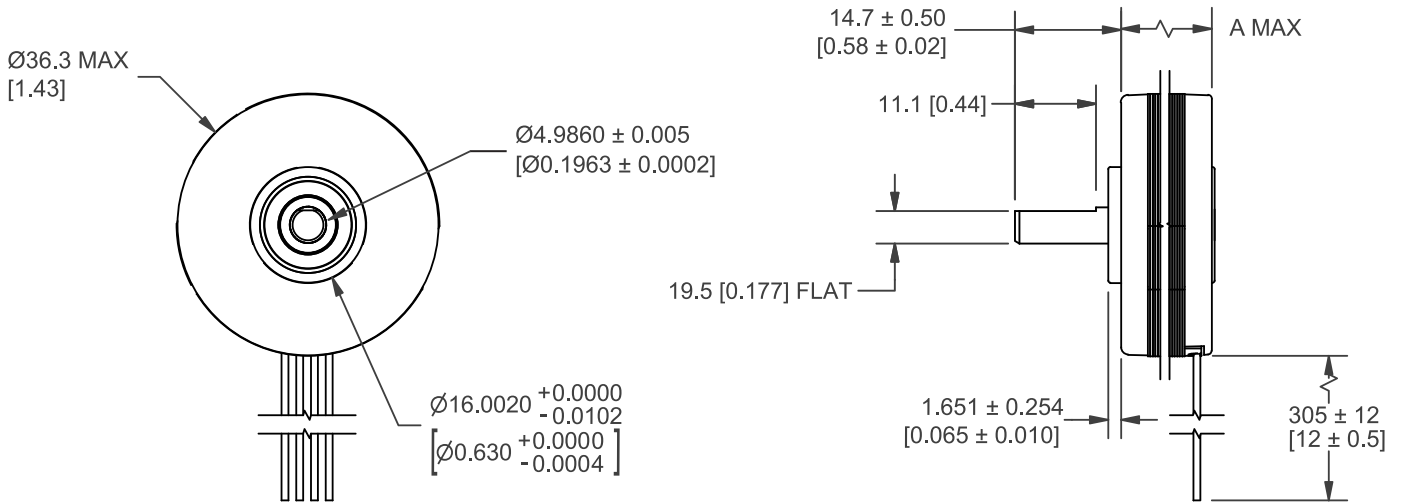 Ø36.3 MAX
[1.43]
Ø4.9860 ± 0.005
[Ø0.1963 ± 0.0002]
Ø16.0020 +0.0000
-0.0102
[Ø0.630 +0.0000
-0.0004]
14.7 ± 0.50
[0.58 ± 0.02]
A MAX
11.1 [0.44]
19.5 [0.177] FLAT
1.651 ± 0.254
[0.065 ± 0.010]
305 ± 12
[12 ± 0.5]